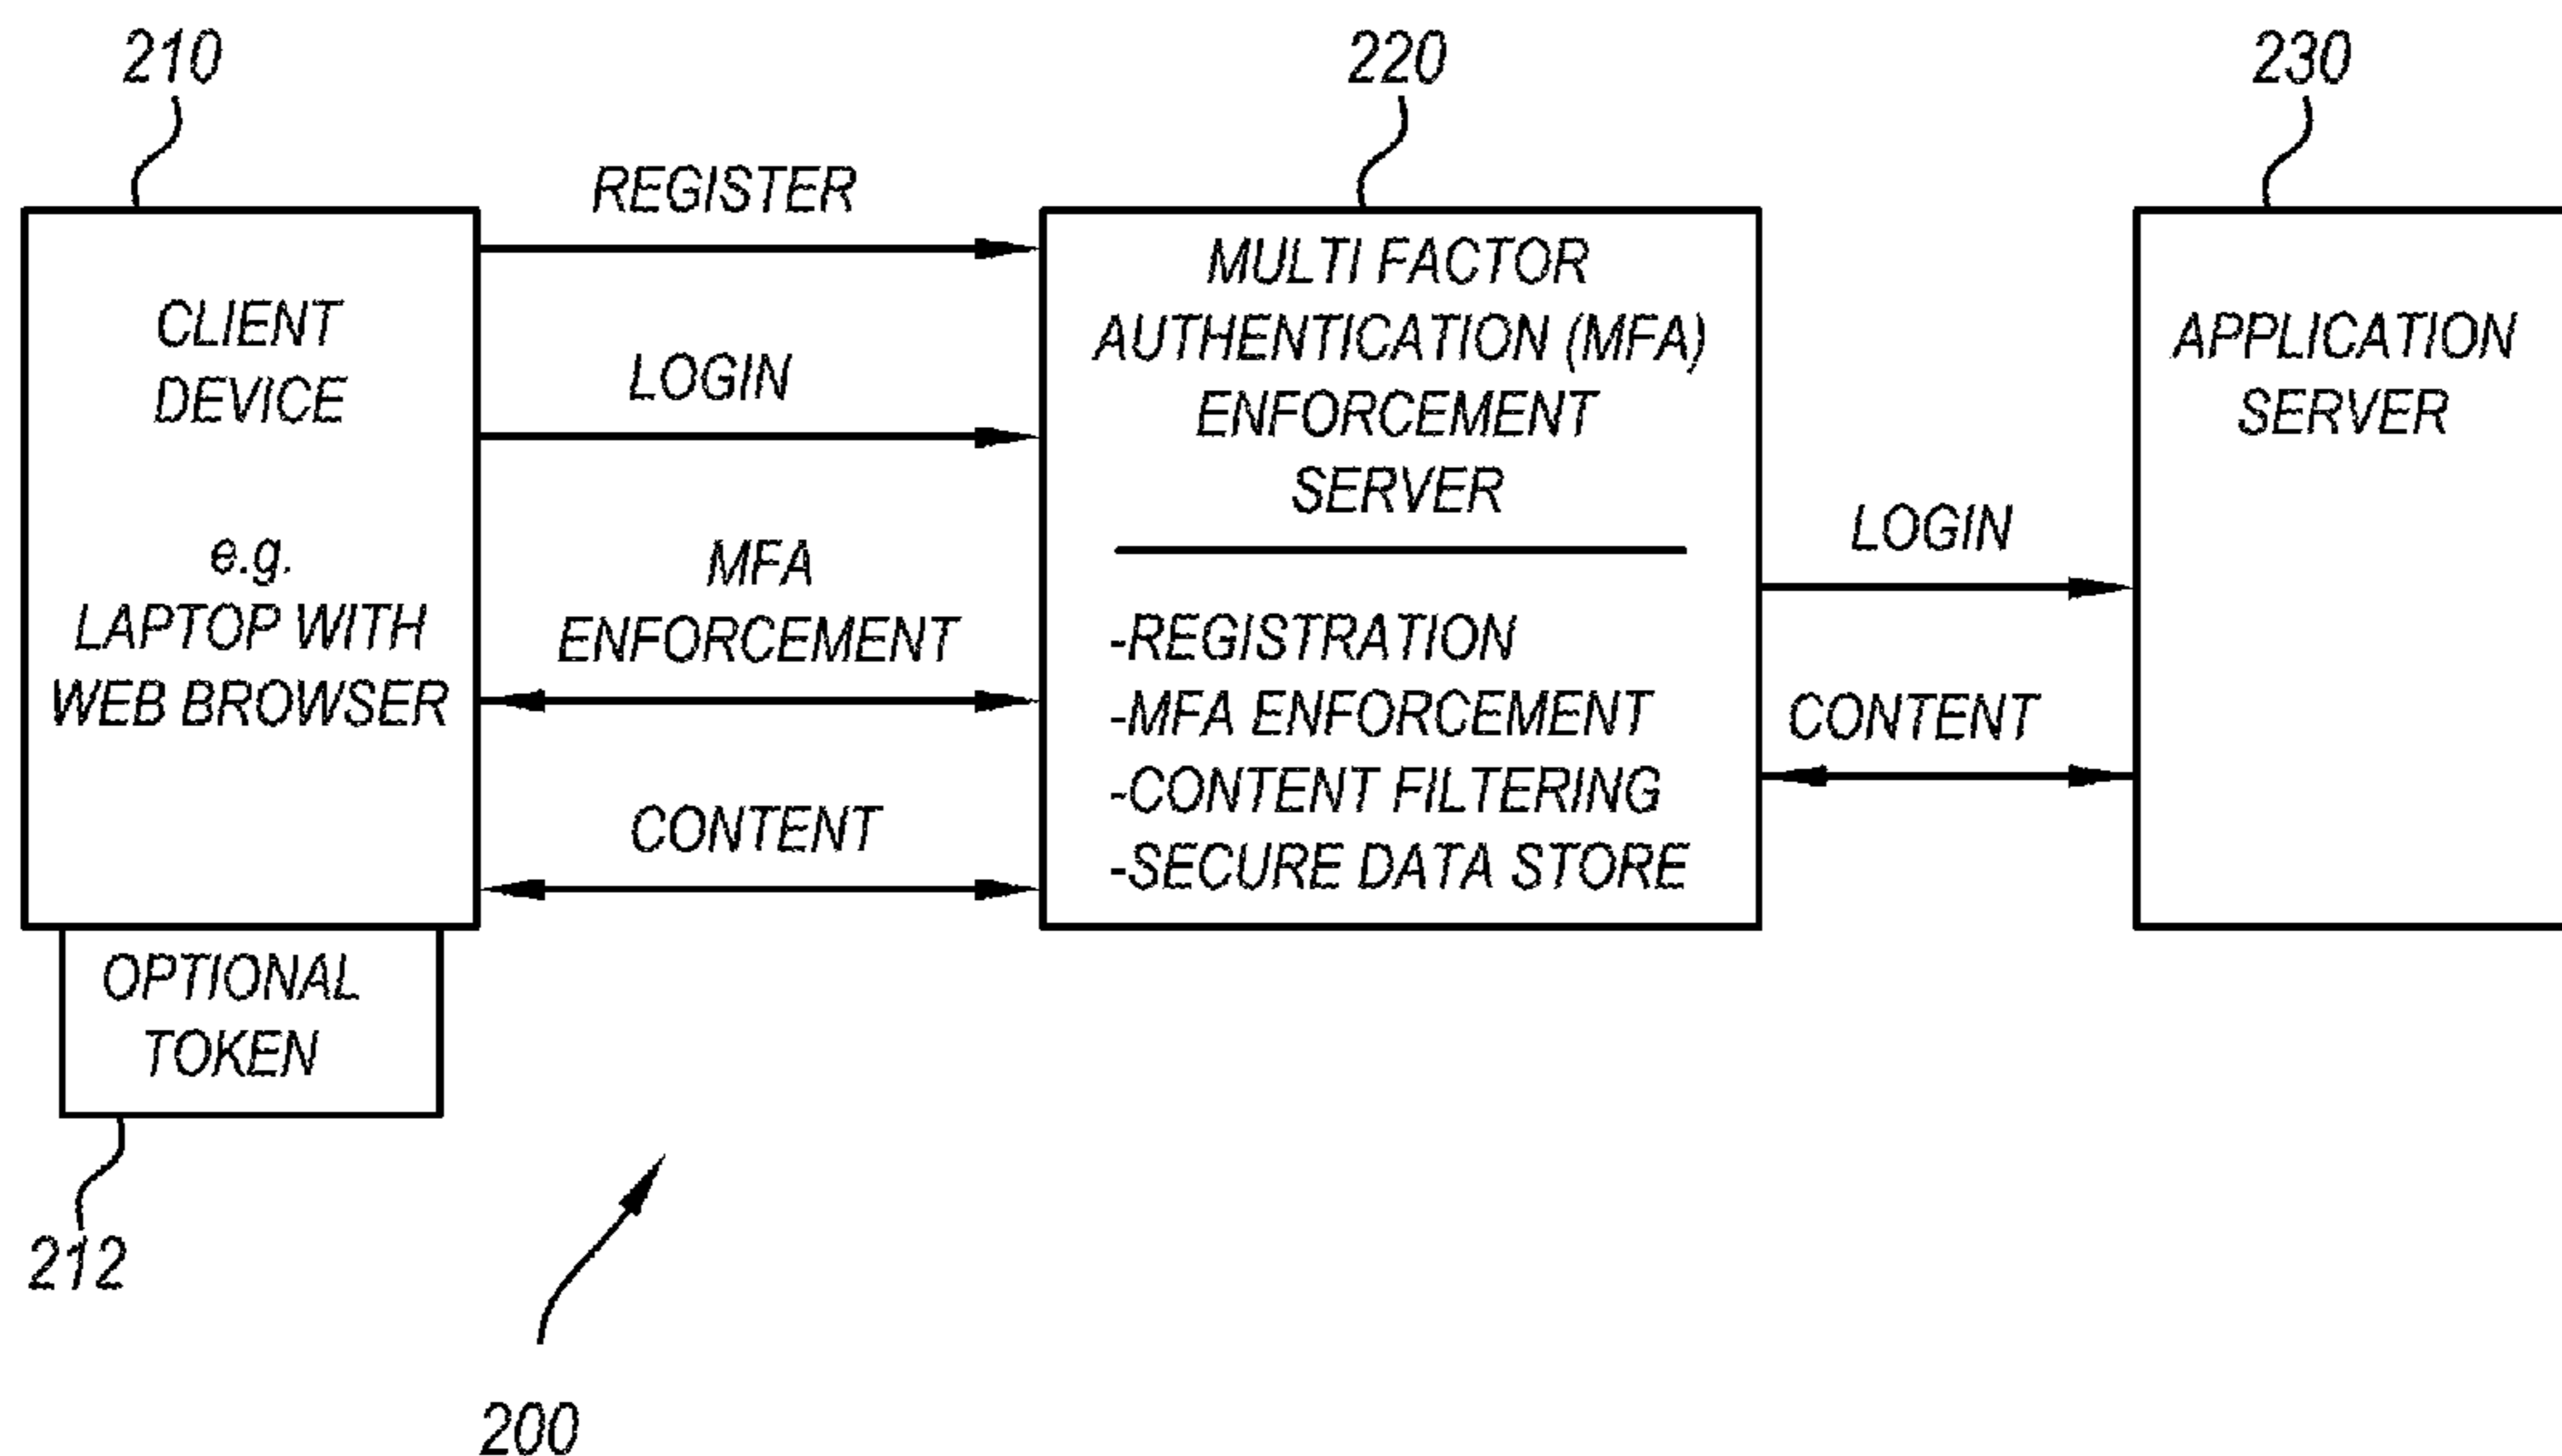 210
220
230
CLIENT
DEVICE
e.g.
LAPTOP WITH
WEB BROWSER
OPTIONAL
TOKEN
212
REGISTER
LOGIN
MFA
ENFORCEMENT
CONTENT
MULTI FACTOR
AUTHENTICATION (MFA)
ENFORCEMENT
SERVER
-REGISTRATION
-MFA ENFORCEMENT
-CONTENT FILTERING
-SECURE DATA STORE
LOGIN
CONTENT
APPLICATION
SERVER
200